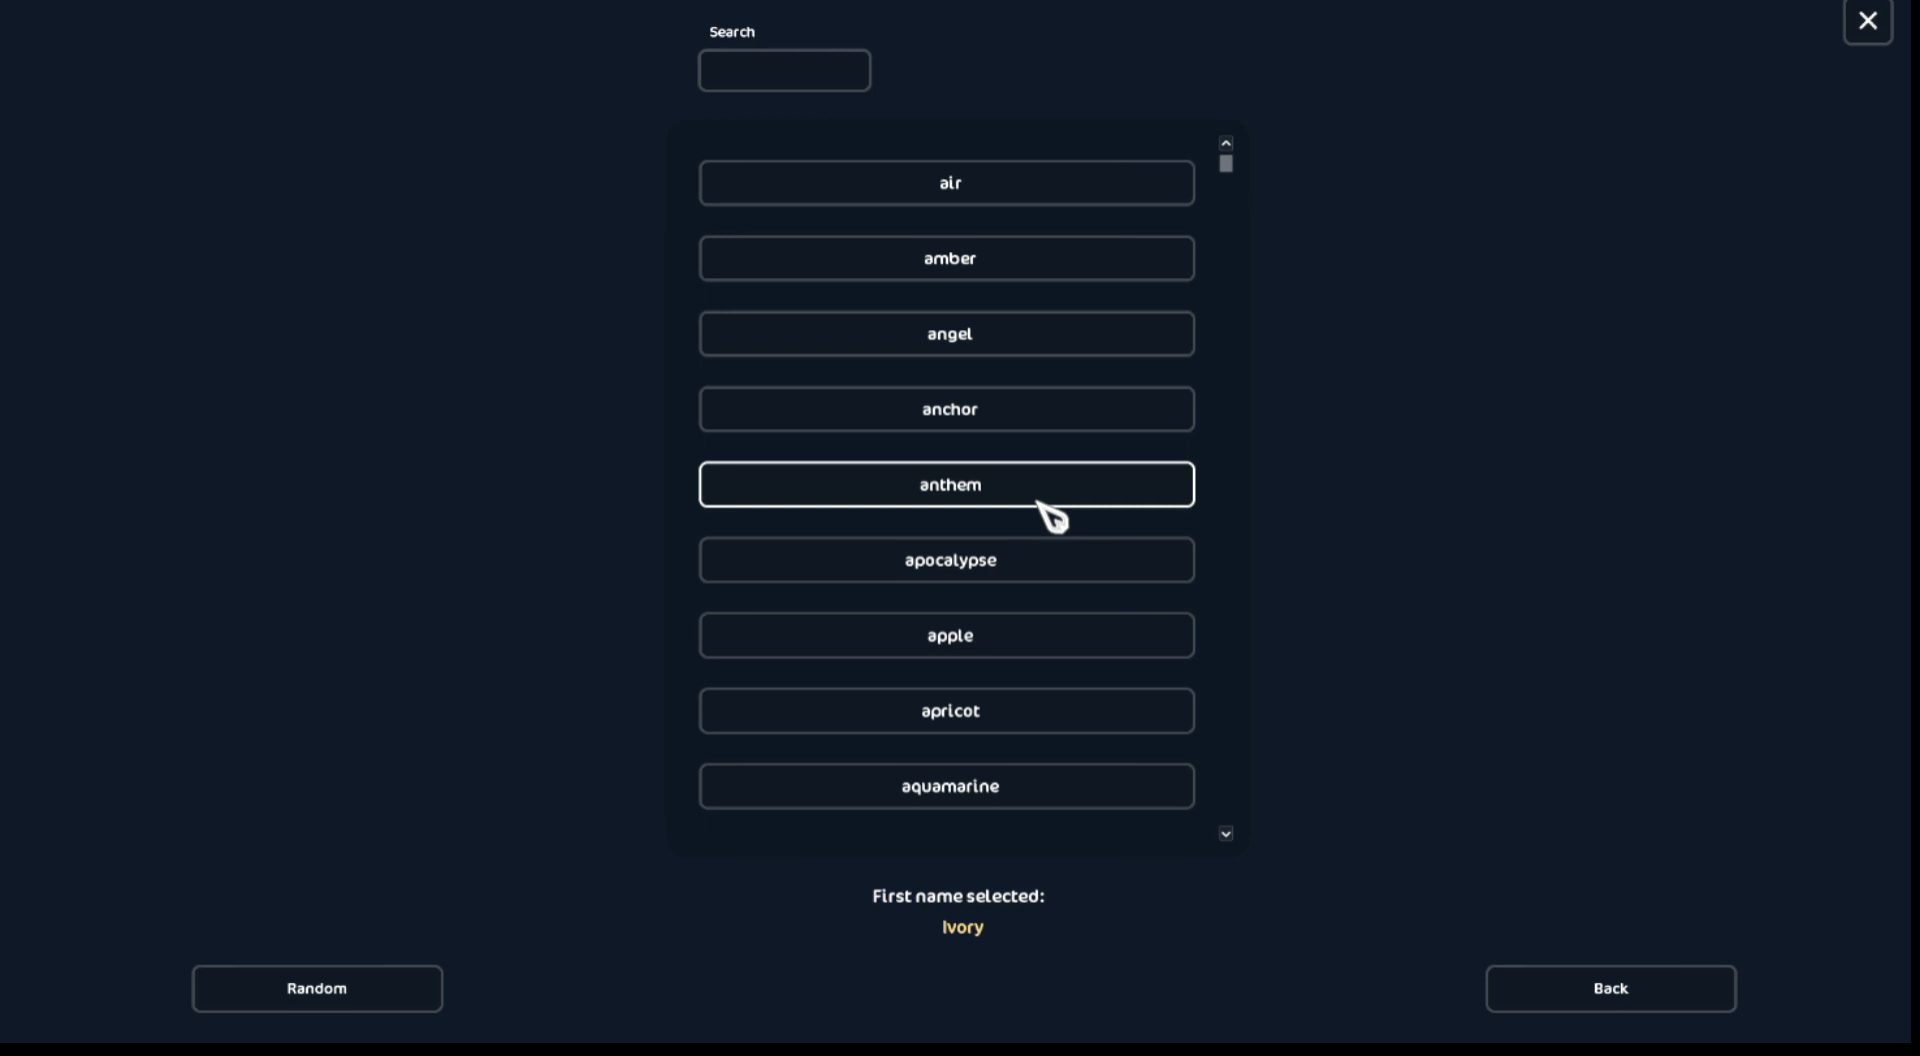 Search
air
amber
angel
anchor
anthem
apocalypse
apple
apricot
aquamarine
First name selected:
Ivory
Random
Back